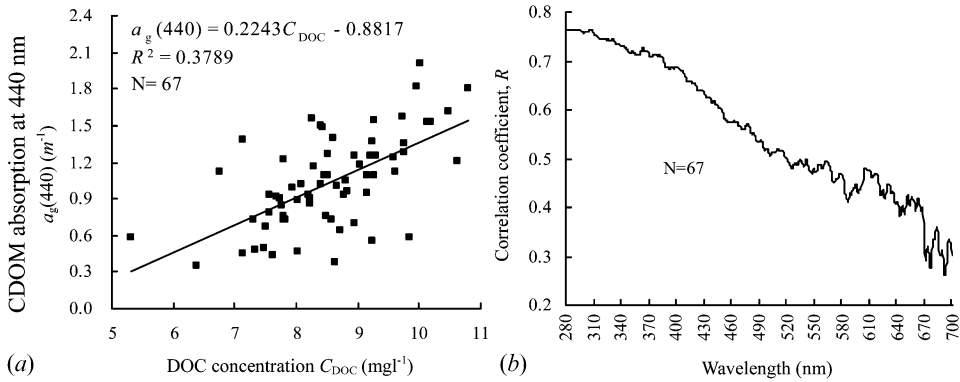 a g (440) = 0.2243C DOC - 0.8817
R² = 0.3789
N= 67
CDOM absorption at 440 nm
ag(440) (m⁻¹)
2.4
2.1
1.8
1.5
1.2
0.9
0.6
0.3
0.0
5 6 7 8 9 10 11
(a) DOC concentration CDOC (mgl⁻¹)
Correlation coefficient, R
0.8
0.7
0.6
0.5
0.4
0.3
0.2
N=67
280 310 340 370 400 430 460 490 520 550 580 610 640 670 700
(b) Wavelength (nm)